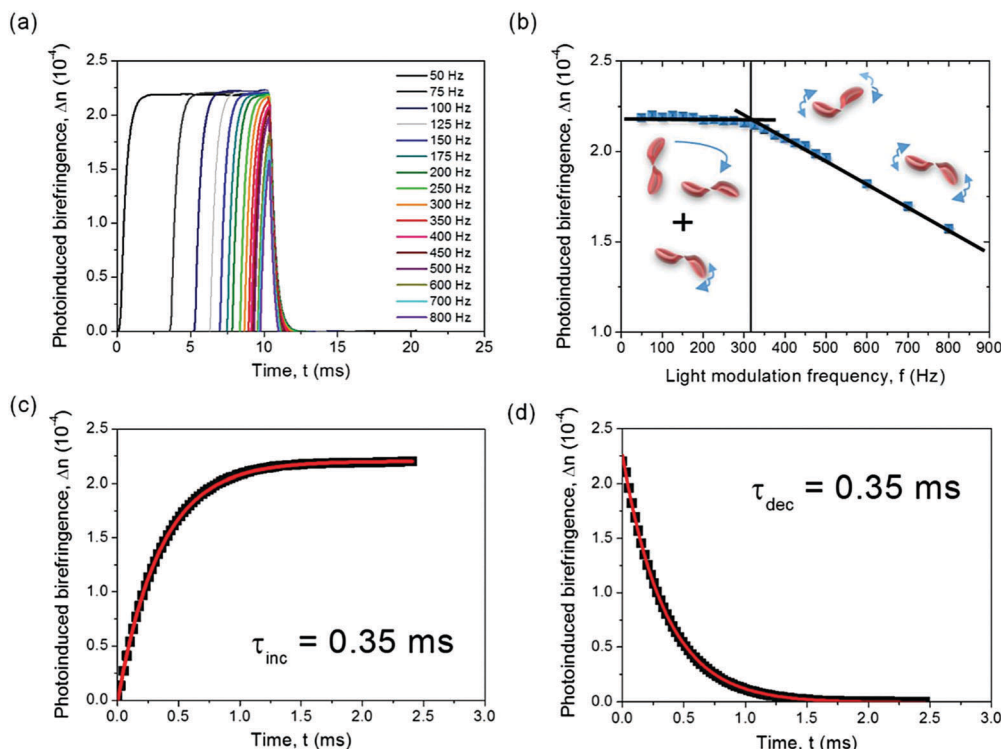 (a)
Photoinduced birefringence, Δn (10⁻⁴)
2.5
2.0
1.5
1.0
0.5
0.0
0 5 10 15 20 25
Time, t (ms)
50 Hz
75 Hz
100 Hz
125 Hz
150 Hz
175 Hz
200 Hz
250 Hz
300 Hz
350 Hz
400 Hz
450 Hz
500 Hz
600 Hz
700 Hz
800 Hz
(b)
Photoinduced birefringence, Δn (10⁻⁴)
2.5
2.0
1.5
1.0
+
0 100 200 300 400 500 600 700 800 900
Light modulation frequency, f (Hz)
(c)
Photoinduced birefringence, Δn (10⁻⁴)
2.5
2.0
1.5
1.0
0.5
0.0
τinc = 0.35 ms
0.0 0.5 1.0 1.5 2.0 2.5 3.0
Time, t (ms)
(d)
Photoinduced birefringence, Δn (10⁻⁴)
2.5
2.0
1.5
1.0
0.5
0.0
τdec = 0.35 ms
0.0 0.5 1.0 1.5 2.0 2.5 3.0
Time, t (ms)